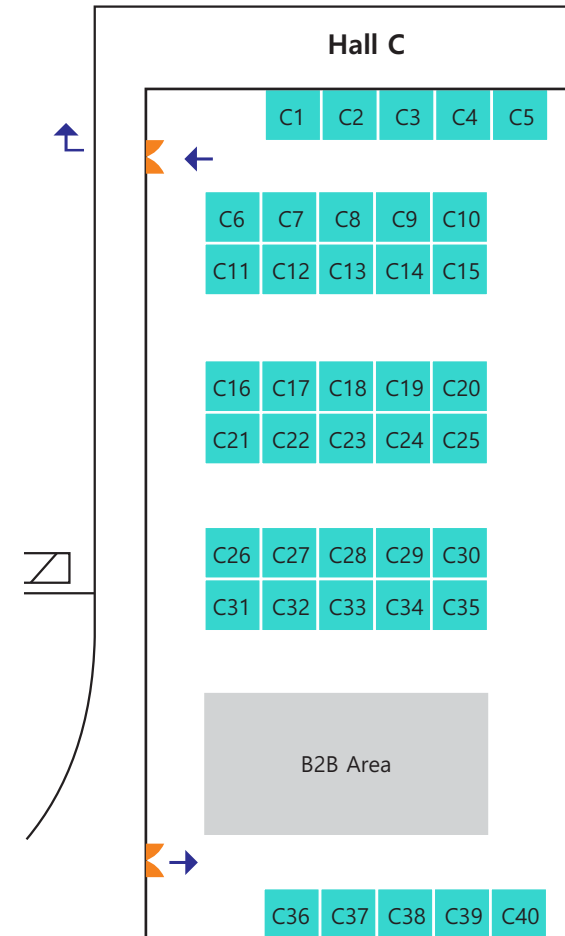 Hall C
C1 C2 C3 C4 C5
C6 C7 C8 C9 C10
C11 C12 C13 C14 C15
C16 C17 C18 C19 C20
C21 C22 C23 C24 C25
C26 C27 C28 C29 C30
C31 C32 C33 C34 C35
B2B Area
C36 C37 C38 C39 C40